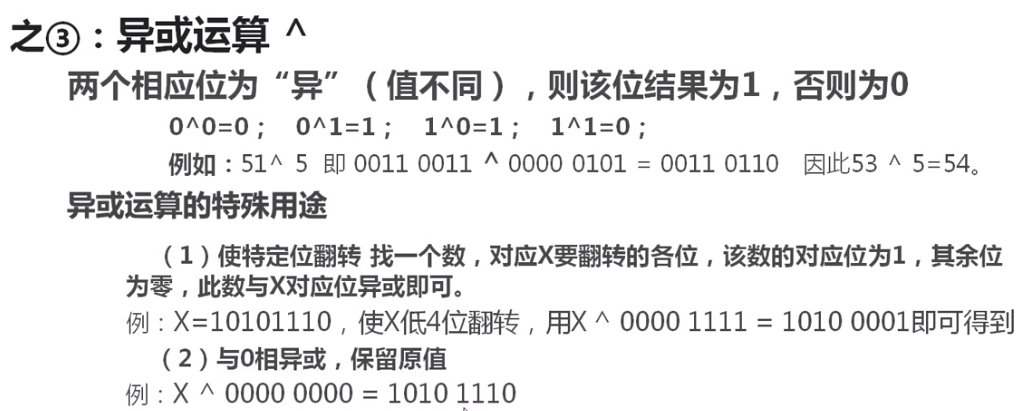 之③：异或运算 ^
两个相应位为“异”（值不同），则该位结果为1，否则为0
0^0=0； 0^1=1； 1^0=1； 1^1=0；
例如：51^ 5 即 0011 0011 ^ 0000 0101 = 0011 0110 因此53 ^ 5=54。
异或运算的特殊用途
（1）使特定位翻转 找一个数，对应X要翻转的各位，该数的对应位为1，其余位
为零，此数与X对应位异或即可。
例：X=10101110，使X低4位翻转，用X ^ 0000 1111 = 1010 0001即可得到
（2）与0相异或，保留原值
例：X ^ 0000 0000 = 1010 1110